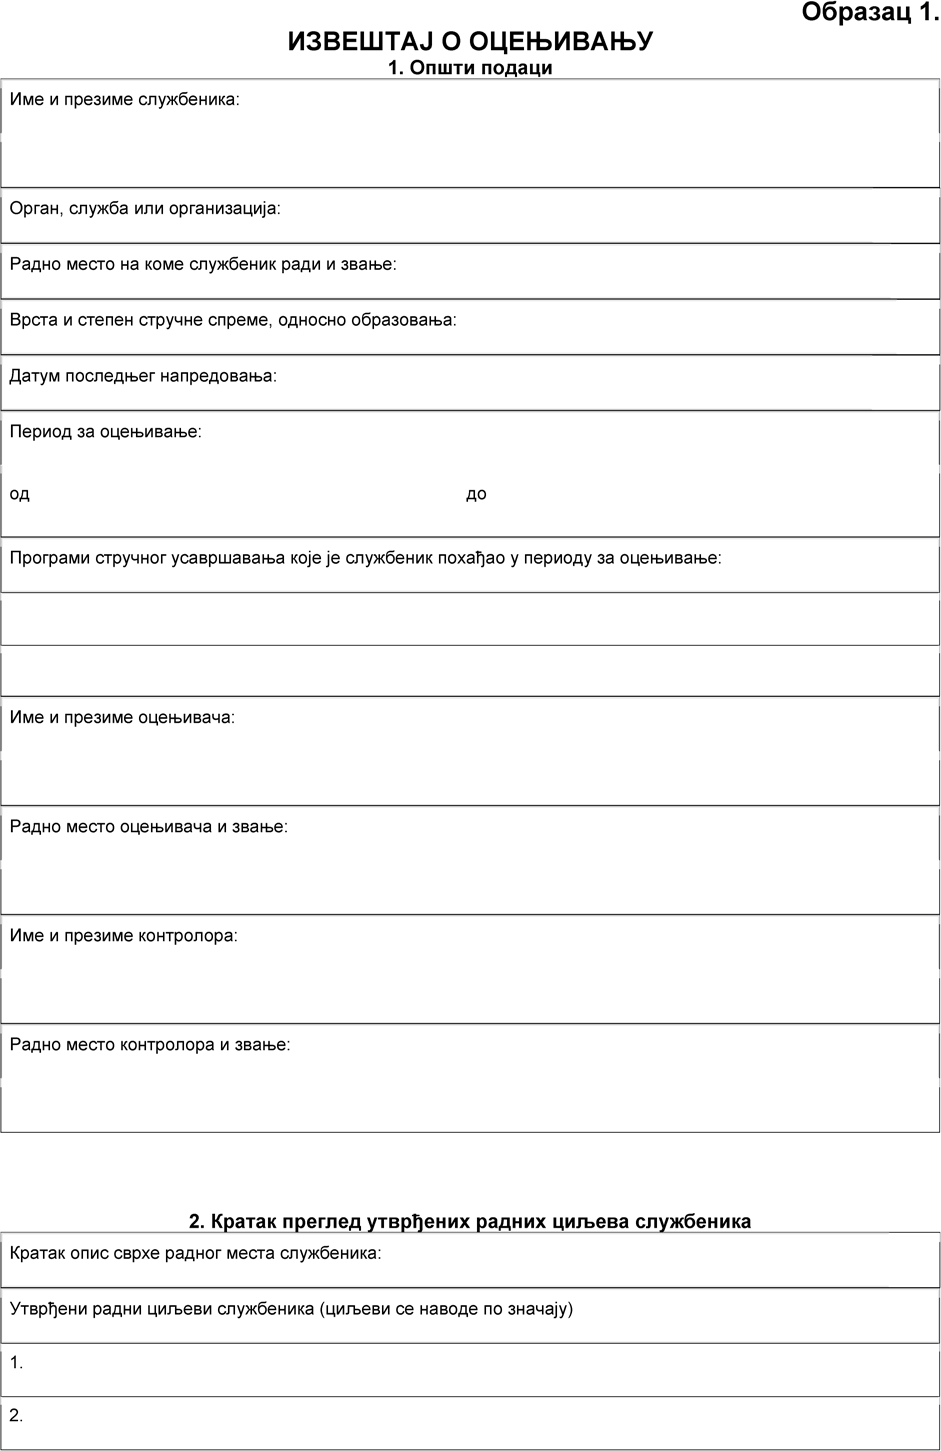 Образац 1.
ИЗВЕШТАЈ О ОЦЕЊИВАЊУ
1. Општи подаци
Име и презиме службеника:
Орган, служба или организација:
Радно место на коме службеник ради и звање:
Врста и степен стручне спреме, односно образовања:
Датум последњег напредовања:
Период за оцењивање:
од до
Програми стручног усавршавања које је службеник похађао у периоду за оцењивање:
Име и презиме оцењивача:
Радно место оцењивача и звање:
Име и презиме контролора:
Радно место контролора и звање:
2. Кратак преглед утврђених радних циљева службеника
Кратак опис сврхе радног места службеника:
Утврђени радни циљеви службеника (циљеви се наводе по значају)
1.
2.